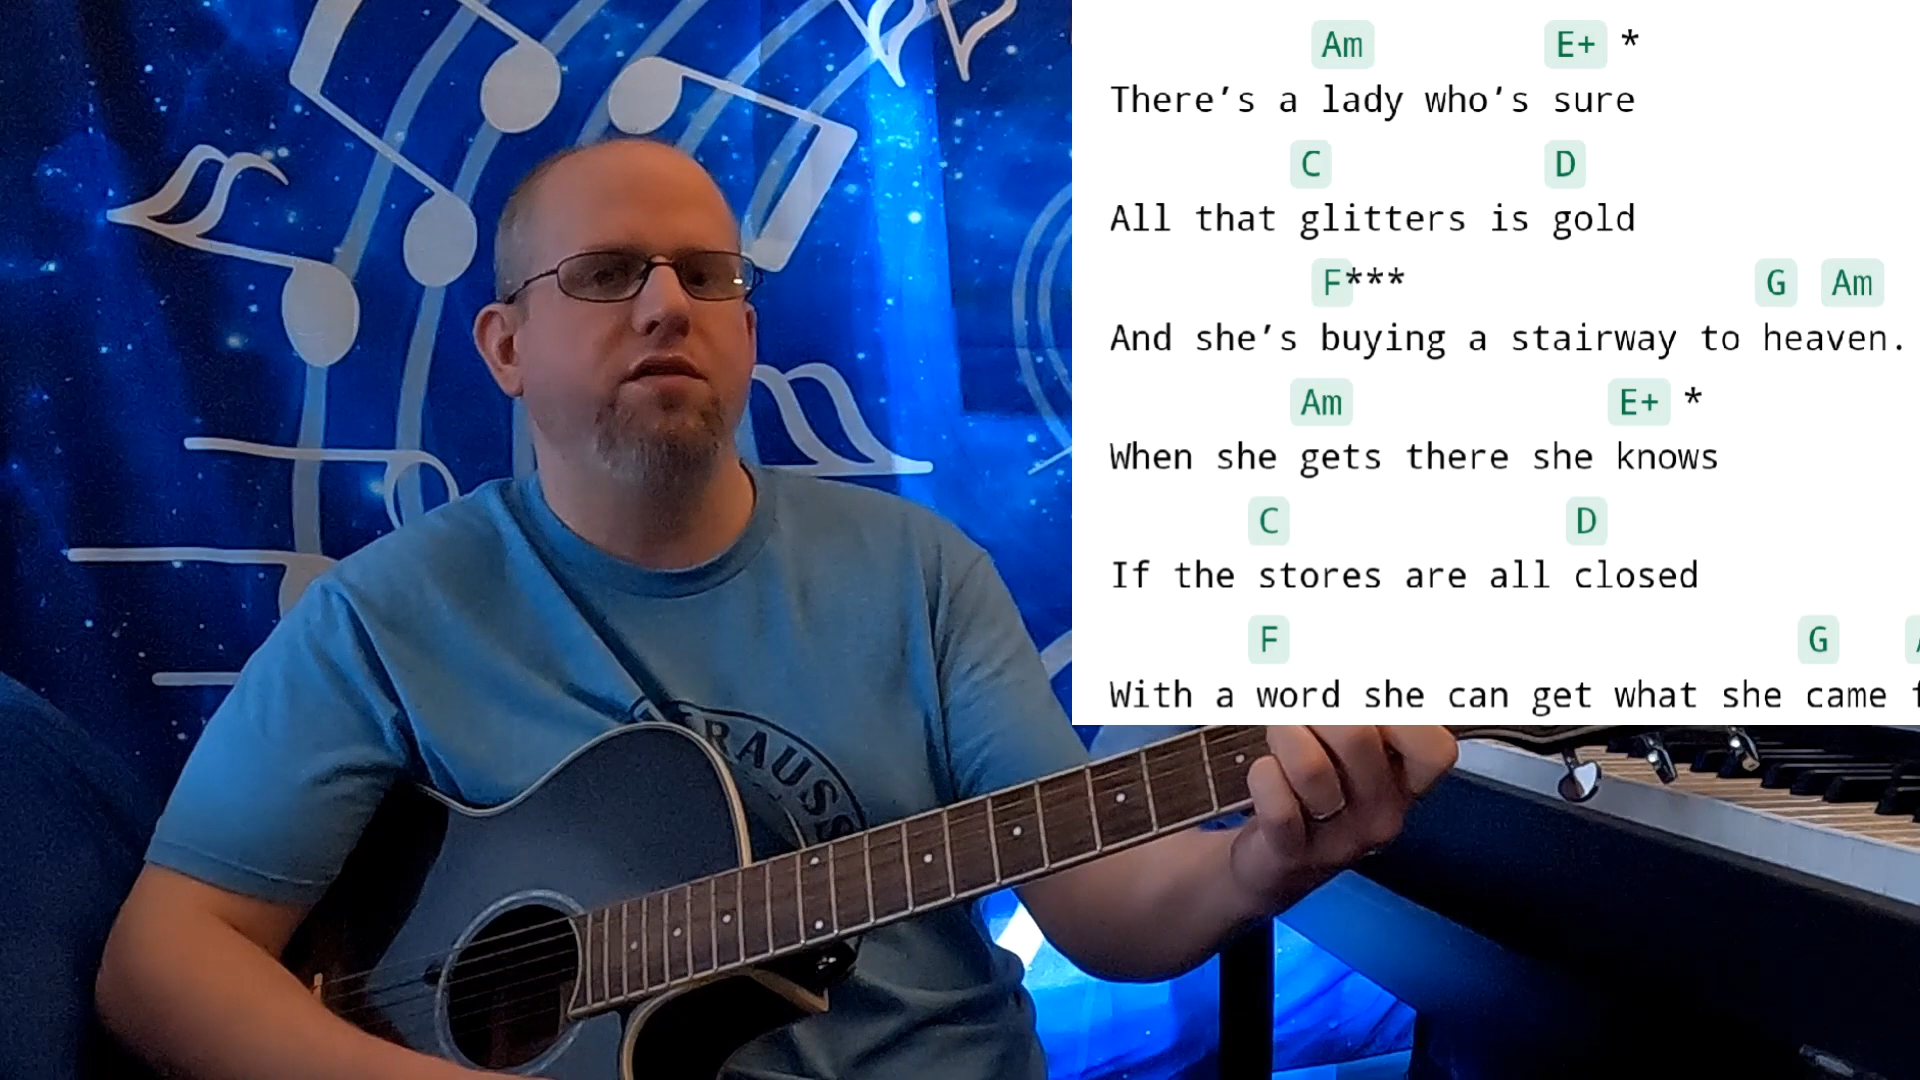 Am E+ *
There’s a lady who’s sure
C D
All that glitters is gold
F*** G Am
And she’s buying a stairway to heaven.
Am E+ *
When she gets there she knows
C D
If the stores are all closed
F G
With a word she can get what she came